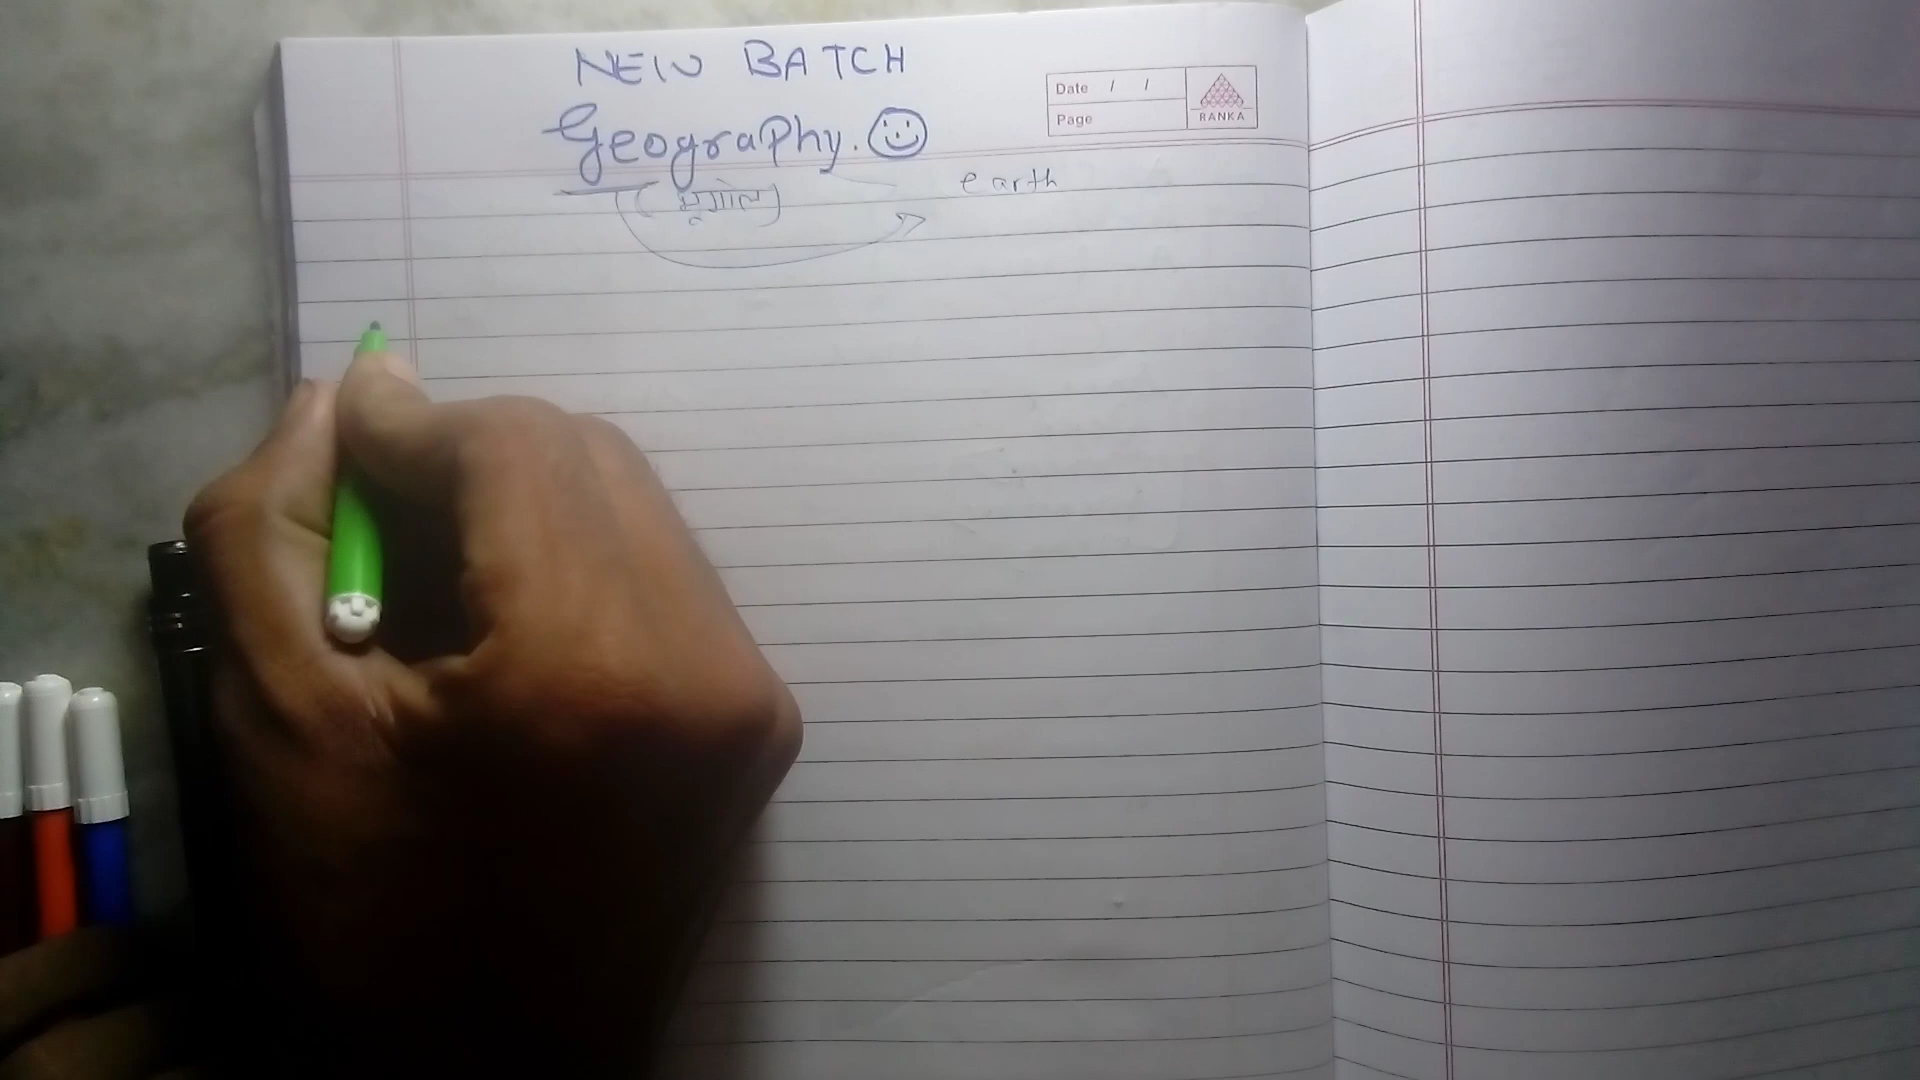 NEW BATCH
Date / /
Page
RANKA
GeograPhy.
earth
(भूगोल)